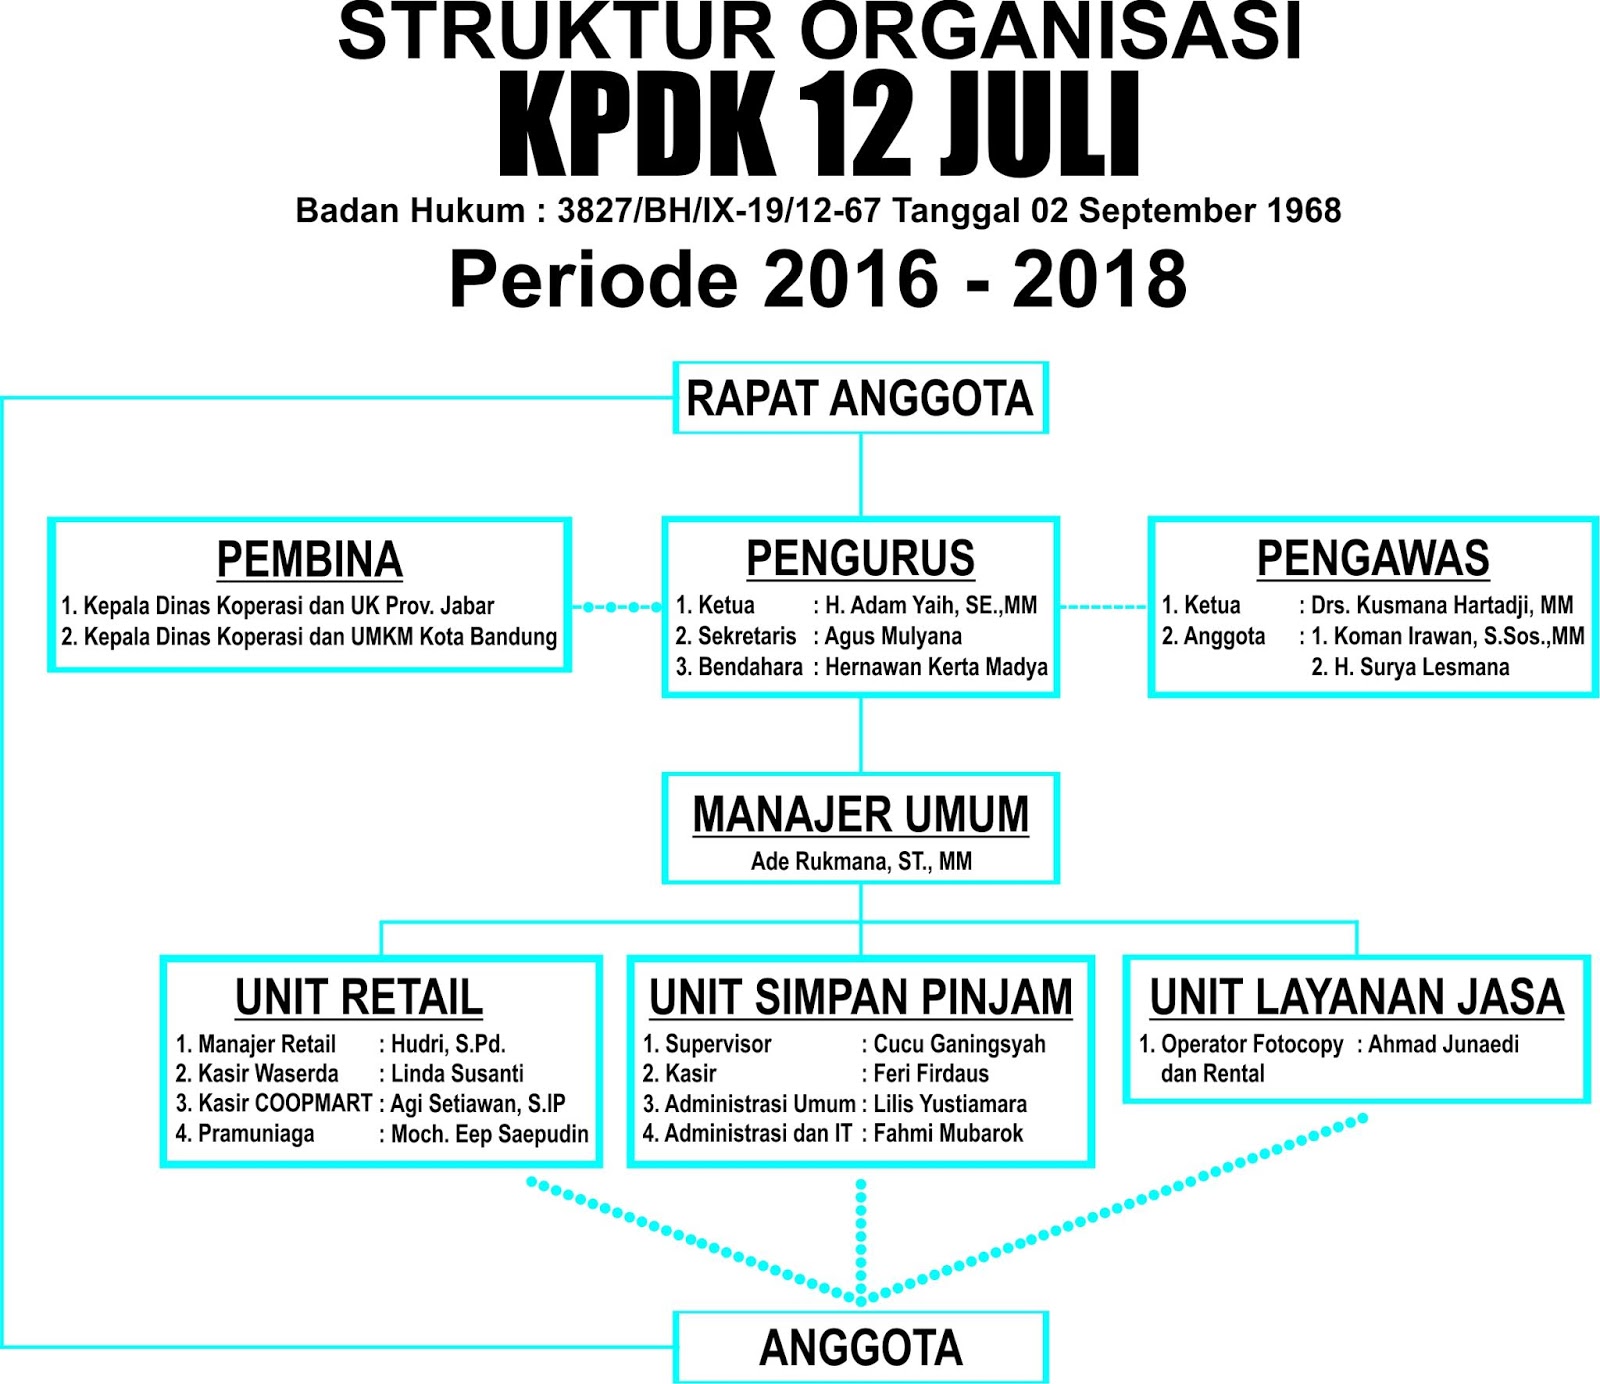 STRUKTUR ORGANISASI
KPDK 12 JULI
Badan Hukum : 3827/BH/IX-19/12-67 Tanggal 02 September 1968
Periode 2016 - 2018
RAPAT ANGGOTA
PEMBINA
1. Kepala Dinas Koperasi dan UK Prov. Jabar
2. Kepala Dinas Koperasi dan UMKM Kota Bandung
PENGURUS
1. Ketua : H. Adam Yaih, SE.,MM
2. Sekretaris : Agus Mulyana
3. Bendahara : Hernawan Kerta Madya
PENGAWAS
1. Ketua : Drs. Kusmana Hartadji, MM
2. Anggota : 1. Koman Irawan, S.Sos.,MM
2. H. Surya Lesmana
MANAJER UMUM
Ade Rukmana, ST., MM
UNIT RETAIL
1. Manajer Retail : Hudri, S.Pd.
2. Kasir Waserda : Linda Susanti
3. Kasir COOPMART : Agi Setiawan, S.IP
4. Pramuniaga : Moch. Eep Saepudin
UNIT SIMPAN PINJAM
1. Supervisor : Cucu Ganingsyah
2. Kasir : Feri Firdaus
3. Administrasi Umum : Lilis Yustiamara
4. Administrasi dan IT : Fahmi Mubarok
UNIT LAYANAN JASA
1. Operator Fotocopy : Ahmad Junaedi
dan Rental
ANGGOTA